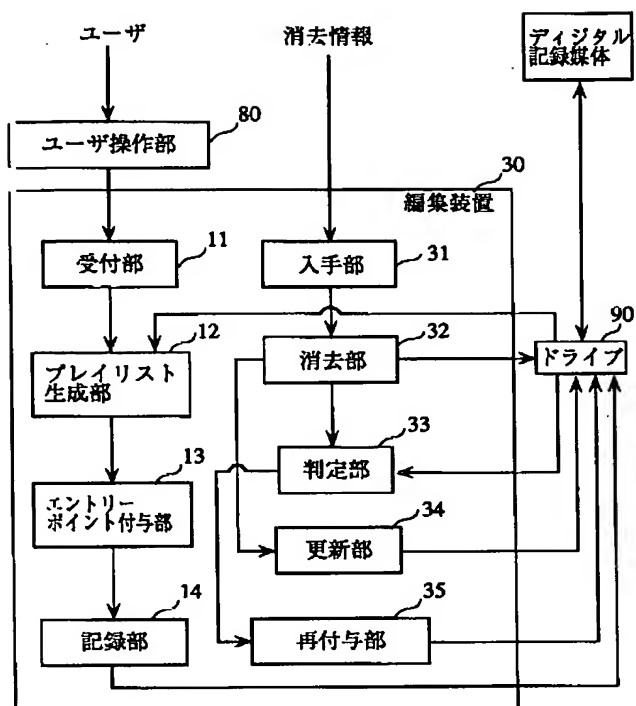 ユーザ
消去情報
ディジタル
記録媒体
80
ユーザ操作部
30
編集装置
11
受付部
31
入手部
90
ドライブ
12
プレイリスト
生成部
32
消去部
33
判定部
13
エントリー
ポイント付与部
34
更新部
14
記録部
35
再付与部